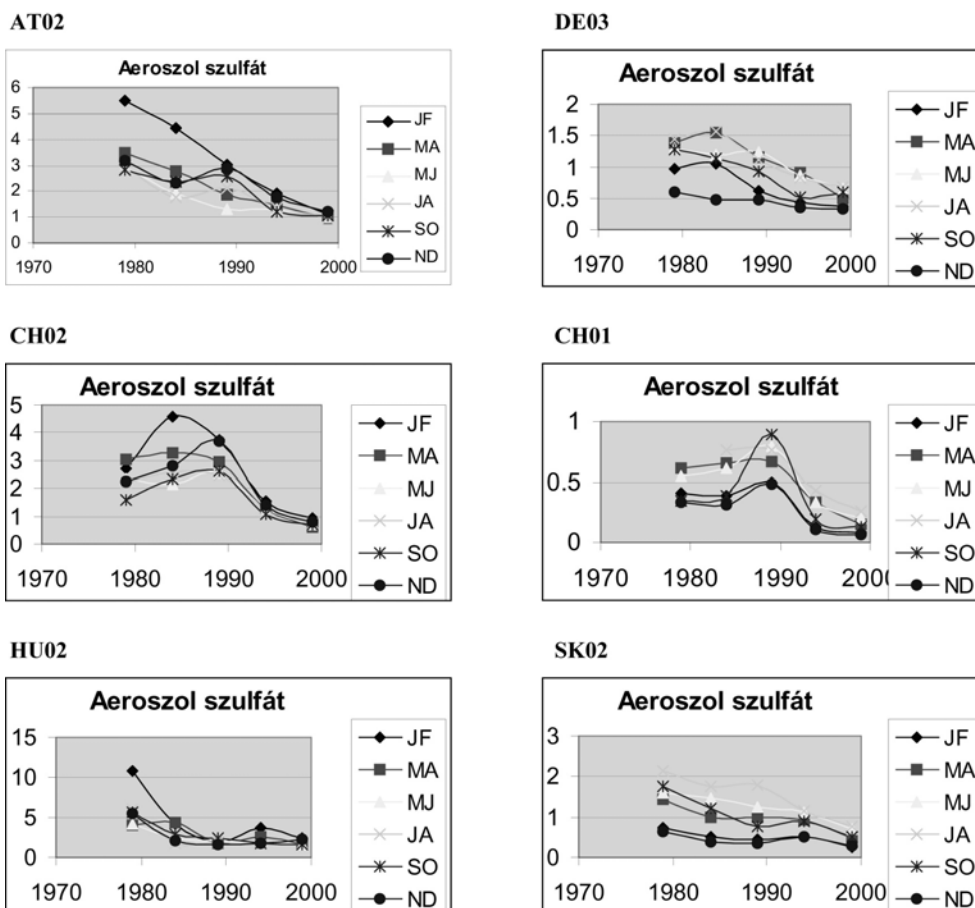 AT02
Aeroszol szulfát
6
5
4
3
2
1
0
1970 1980 1990 2000
JF
MA
MJ
JA
SO
ND
DE03
Aeroszol szulfát
2
1.5
1
0.5
0
1970 1980 1990 2000
JF
MA
MJ
JA
SO
ND
CH02
Aeroszol szulfát
5
4
3
2
1
0
1970 1980 1990 2000
JF
MA
MJ
JA
SO
ND
CH01
Aeroszol szulfát
1
0.5
0
1970 1980 1990 2000
JF
MA
MJ
JA
SO
ND
HU02
Aeroszol szulfát
15
10
5
0
1970 1980 1990 2000
JF
MA
MJ
JA
SO
ND
SK02
Aeroszol szulfát
3
2
1
0
1970 1980 1990 2000
JF
MA
MJ
JA
SO
ND